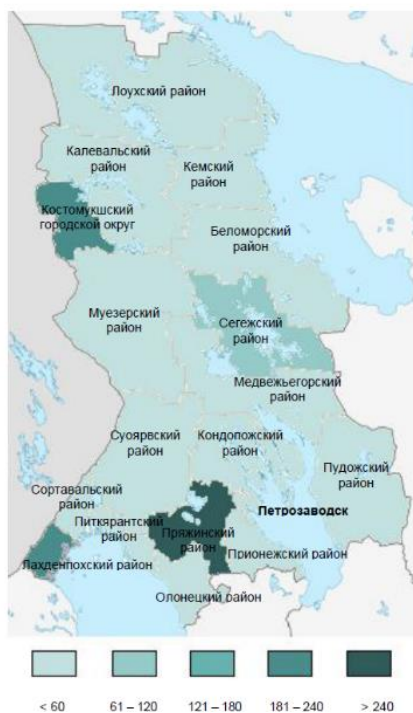 Лоухский район
Калевальский
район
Кемский
район
Костомукшский
городской округ
Беломорский
район
Муезерский
район
Сегежский
район
Медвежьегорский
район
Суоярвский
район
Кондопожский
район
Пудожский
район
Сортавальский
район
Петрозаводск
Питкярантский
район
Пряжинский
район
Прионежский район
Лахденпохский район
Олонецкий район
< 60
61 – 120
121 - 180
181 – 240
> 240